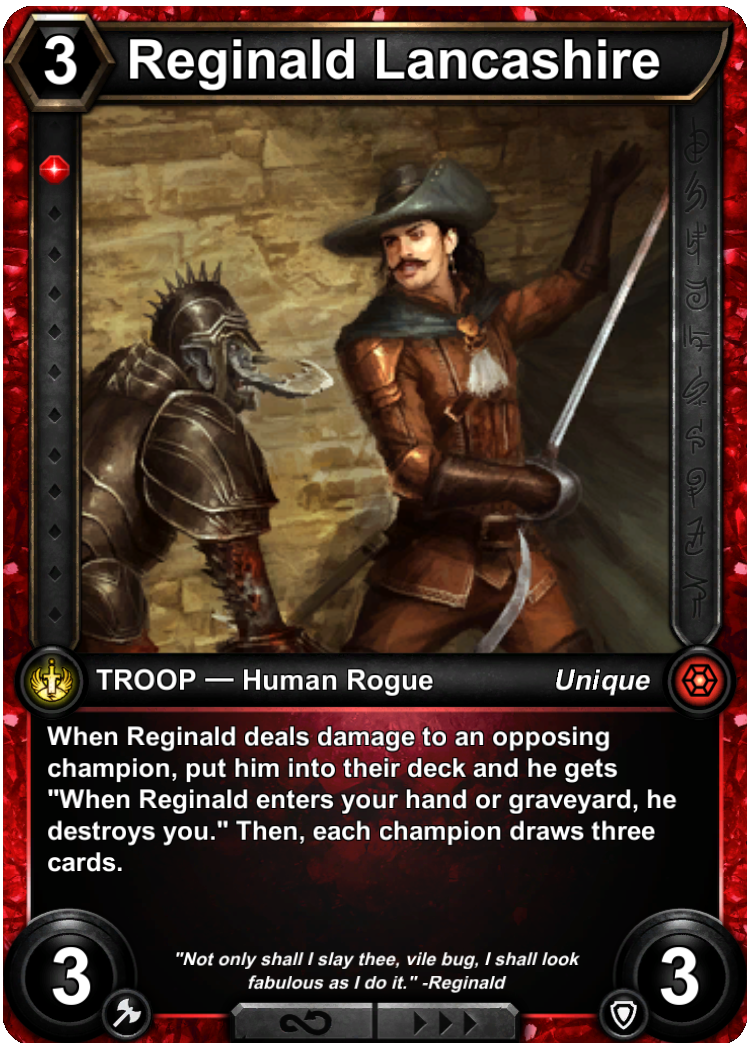 3 Reginald Lancashire
TROOP — Human Rogue Unique
When Reginald deals damage to an opposing
champion, put him into their deck and he gets
"When Reginald enters your hand or graveyard, he
destroys you." Then, each champion draws three
cards.
"Not only shall I slay thee, vile bug, I shall look
fabulous as I do it." -Reginald
3 3